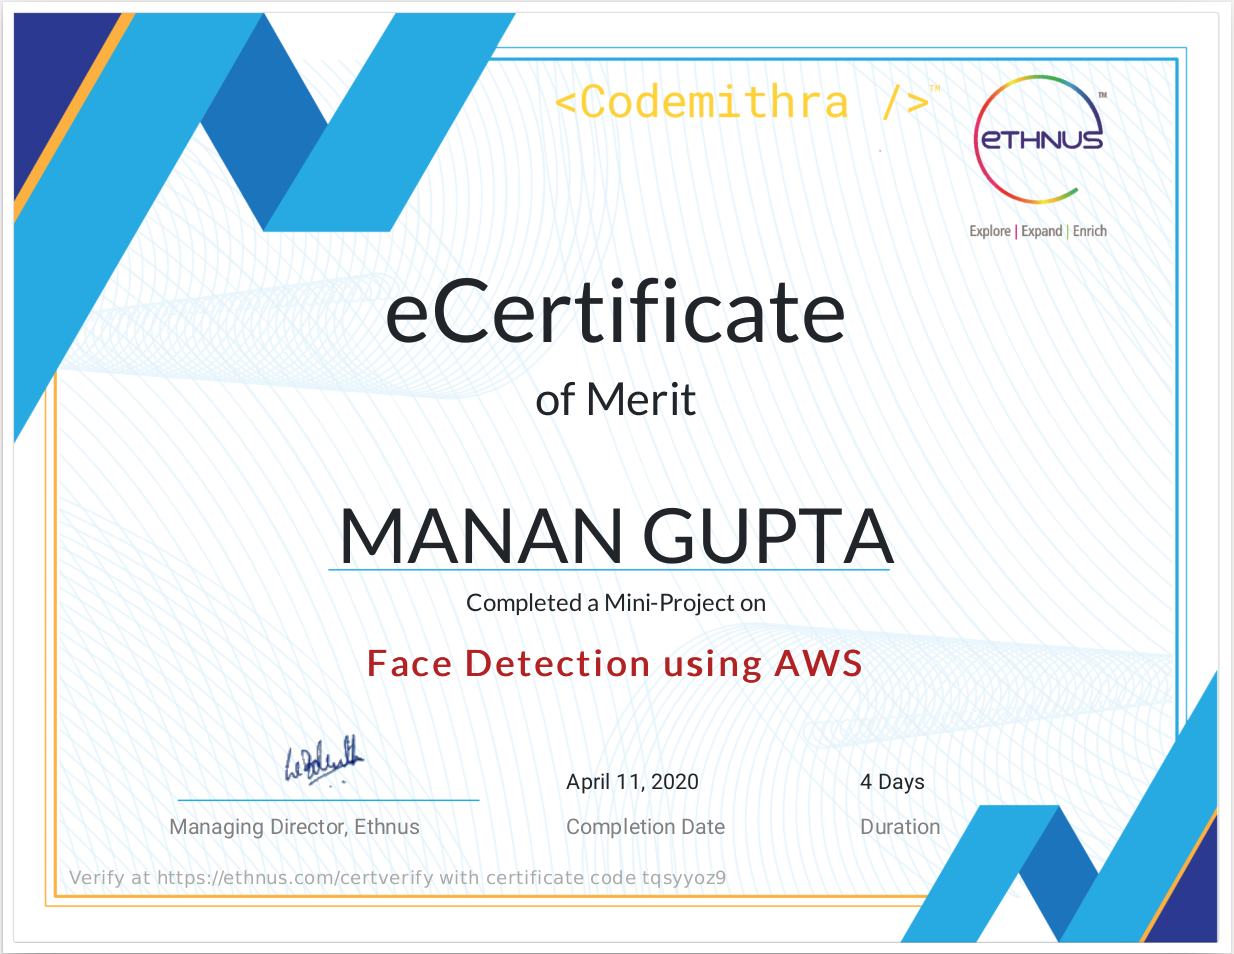 <Codemithra />™
eTHNUS™
Explore | Expand | Enrich
eCertificate
of Merit
MANAN GUPTA
Completed a Mini-Project on
Face Detection using AWS
April 11, 2020
4 Days
Managing Director, Ethnus
Completion Date
Duration
Verify at https://ethnus.com/certverify with certificate code tqsyyoz9